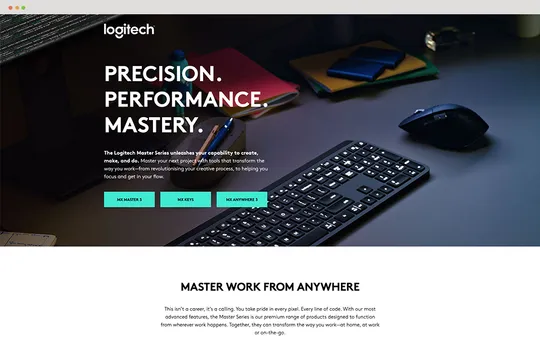 logitech
PRECISION.
PERFORMANCE.
MASTERY.
The Logitech Master Series unleashes your capability to create,
make, and do. Master your next project with tools that transform the
way you work—from revolutionising your creative process, to helping you
focus and get in your flow.
MX MASTER 3
MX KEYS
MX ANYWHERE 3
MASTER WORK FROM ANYWHERE
This isn't a career, it's a calling. You take pride in every pixel. Every line of code. With our most
advanced features, the Master Series is our premium range of products designed to function
from wherever work happens. Together, they can transform the way you work—at home, at work
or on-the-go.